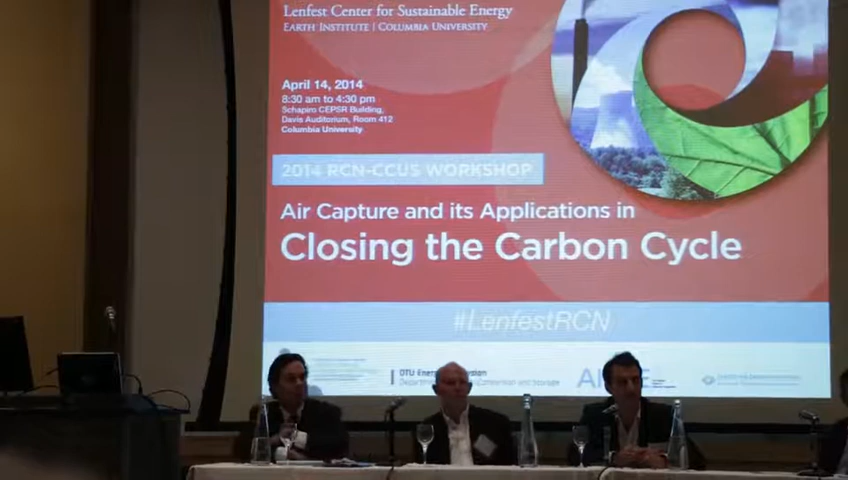 Lenfest Center for Sustainable Energy
Earth Institute | Columbia University
April 14, 2014
8:30 am to 4:30 pm
Schapiro CEPSR Building,
Davis Auditorium, Room 412
Columbia University
2014 RCN-CCUS WORKSHOP
Air Capture and its Applications in
Closing the Carbon Cycle
#LenfestRCN
DTU Energy